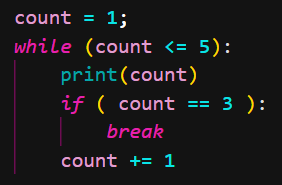 count = 1;
while (count <= 5):
    print(count)
    if ( count == 3 ):
        break
    count += 1